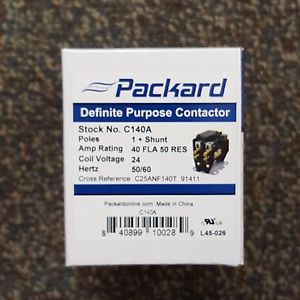 Packard
Definite Purpose Contactor
Stock No. C140A
Poles 1 + Shunt
Amp Rating 40 FLA 50 RES
Coil Voltage 24
Hertz 50/60
Cross Reference C25ANF140T 91411
Packardonline.com Made in China
C140A
8 40899 10028 9
c UL US
L45-026